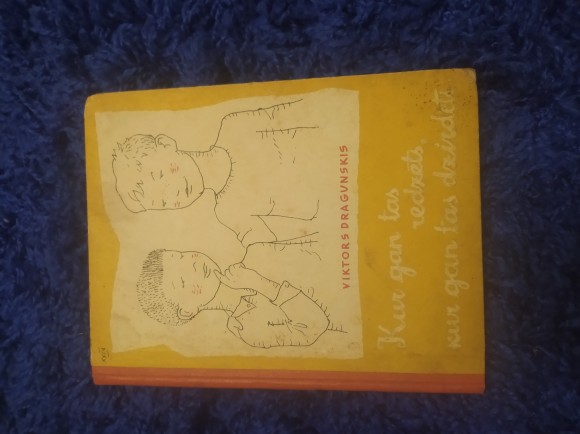 VIKTORS DRAGUNSKIS
Kur gan tas
redzēts,
kur gan tas dzirdēts